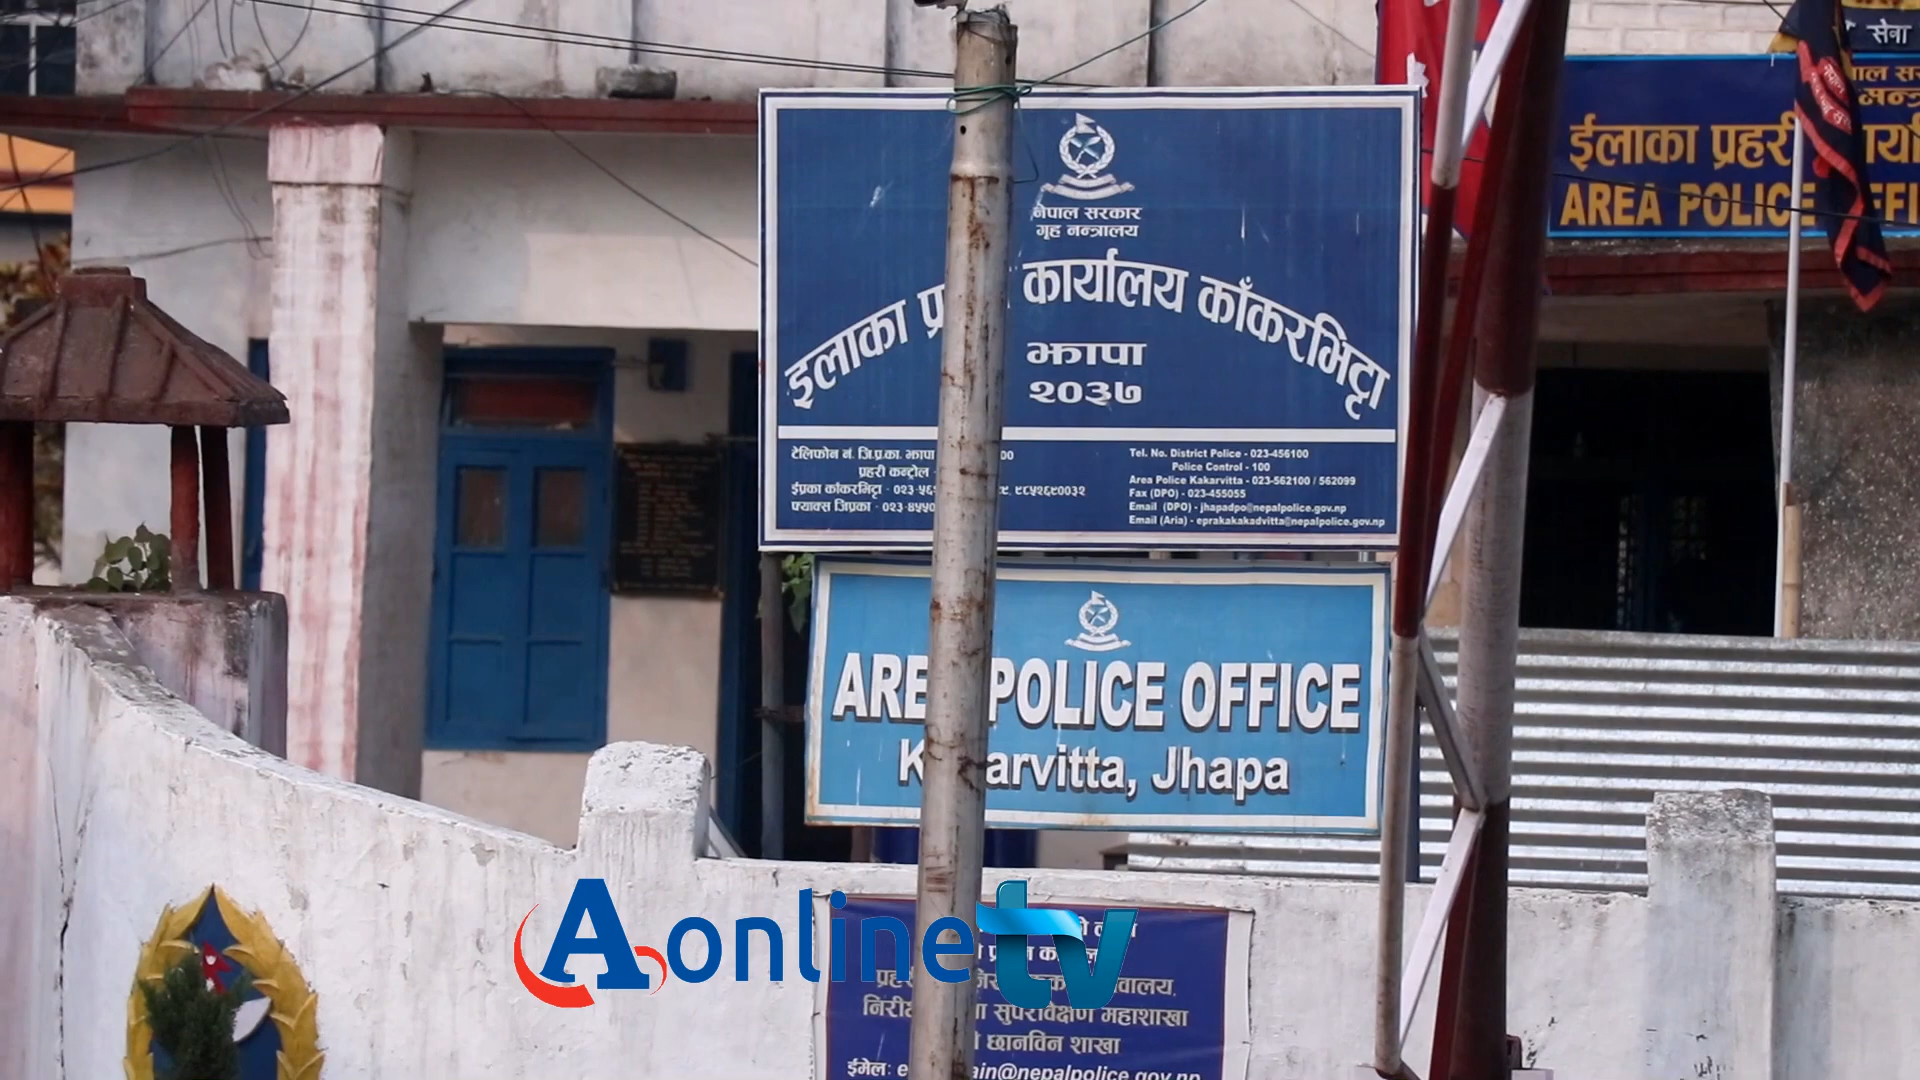 सेना
नेपाल सरकार
गृह मन्त्रालय
इलाका कार्यालय काँकरभिट्टा
झापा
२०३७
टेलिफोन नं. जि.प्र.का. झापा
प्रहरी कन्ट्रोल -
ईप्रका काँकरभिट्टा - ९८५२६९००३२
फ्याक्स जिप्रका -
Tel. No. District Police - 023-456100
Police Control - 100
Area Police Kakarvitta - 023-562100 / 562099
Fax (DPO) - 023-455055
Email (DPO) - jhapadpo@nepalpolice.gov.np
Email (Aria) - eprakakakadvitta@nepalpolice.gov.np
ईलाका प्रहरी
AREA POLICE
AREA POLICE OFFICE
Kakarvitta, Jhapa
Aonline tv
सुपरिवेक्षण महाशाखा
छानविन शाखा
ईमेल: